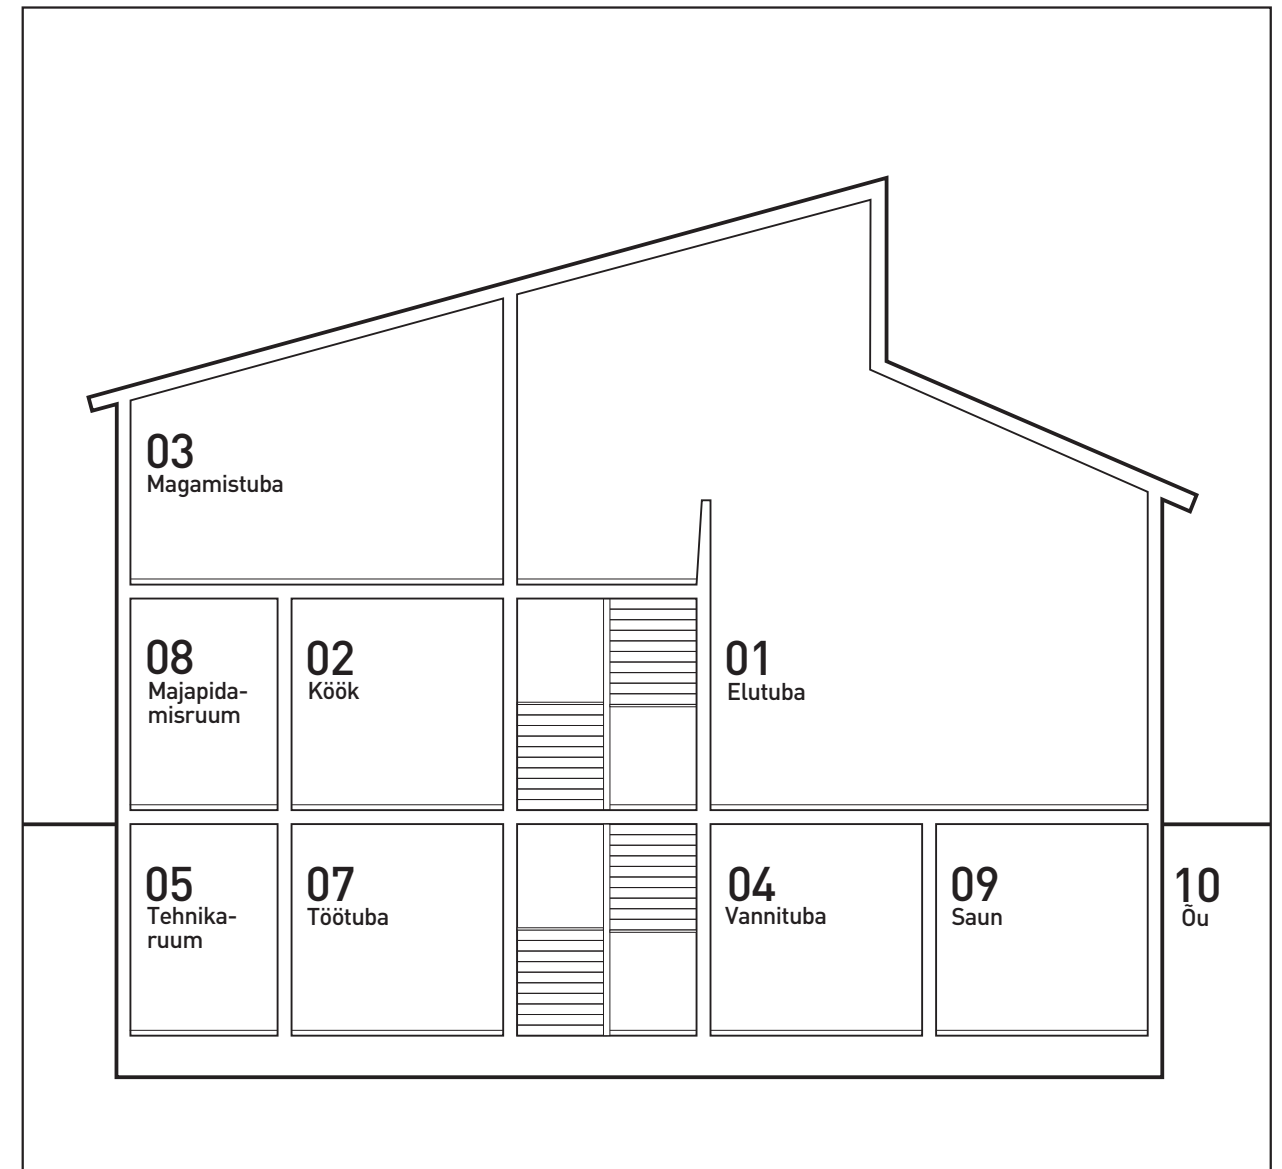 03
Magamistuba
08
Majapida-
misruum
02
Köök
01
Elutuba
05
Tehnika-
ruum
07
Töötuba
04
Vannituba
09
Saun
10
Õu